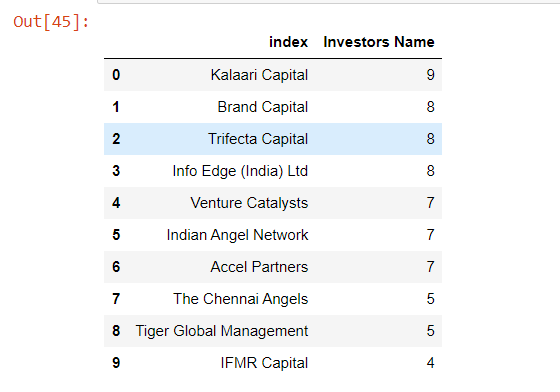 Out[45]:
index Investors Name
0 Kalaari Capital 9
1 Brand Capital 8
2 Trifecta Capital 8
3 Info Edge (India) Ltd 8
4 Venture Catalysts 7
5 Indian Angel Network 7
6 Accel Partners 7
7 The Chennai Angels 5
8 Tiger Global Management 5
9 IFMR Capital 4